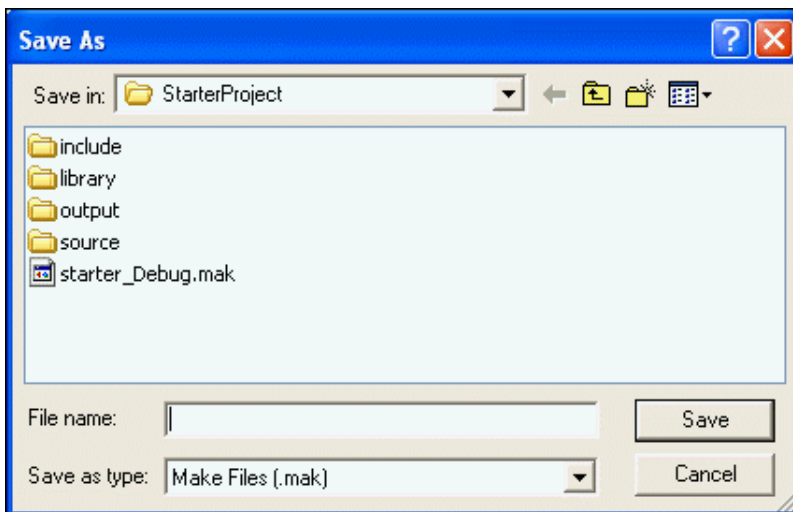 Save As
?
Save in: StarterProject
include
library
output
source
starter_Debug.mak
File name: Save
Save as type: Make Files (.mak) Cancel